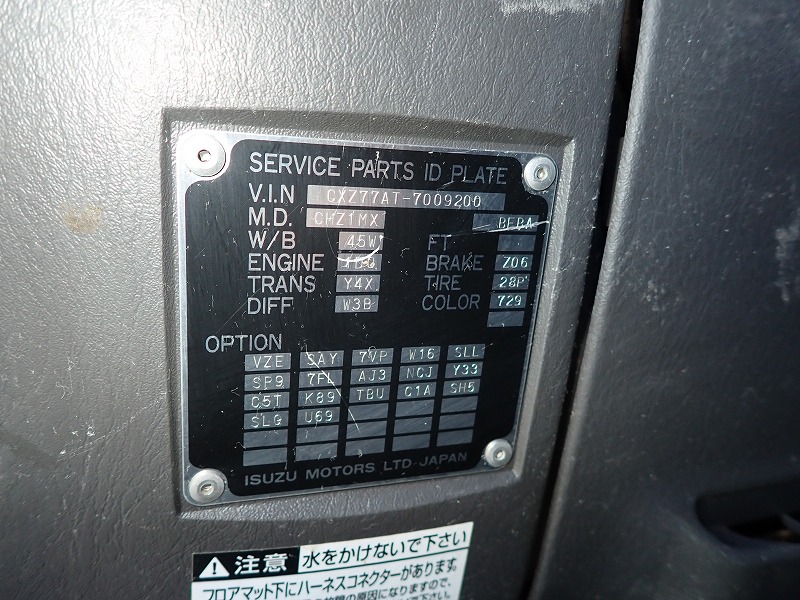 SERVICE PARTS ID PLATE
V.I.N CXZ77AT-7009200
M.D. CHZ1MX
W/B 45W FT
ENGINE BRAKE Z06
TRANS Y4X TIRE 28P
DIFF W3B COLOR 729
OPTION
VZE SAY 7VP W16 SLL
SP9 7FL AJ3 NCJ Y33
C5T K89 TBU C1A SH5
SLG U69
ISUZU MOTORS LTD JAPAN
注意 水をかけないで下さい
フロアマット下にハーネスコネクターがあります。